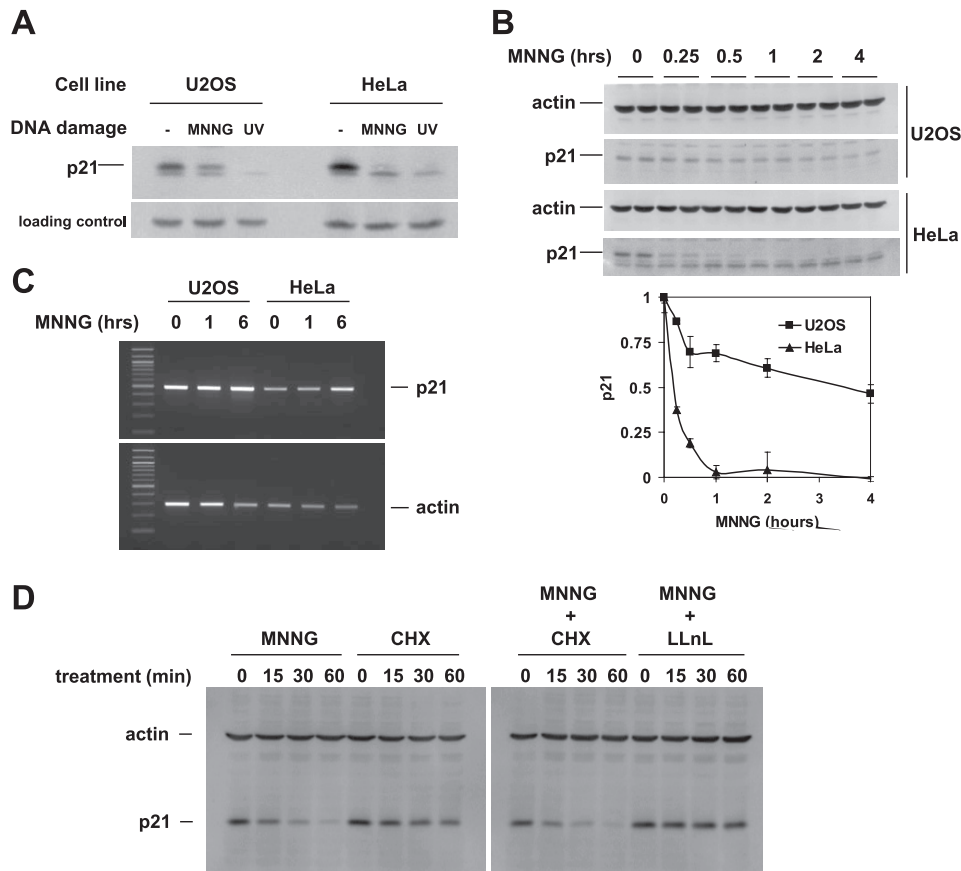 A
Cell line
U2OS
HeLa
DNA damage
- MNNG UV
- MNNG UV
p21
loading control
B
MNNG (hrs) 0 0.25 0.5 1 2 4
actin
p21
U2OS
actin
p21
HeLa
1
0.75
0.5
0.25
0
p21
U2OS
HeLa
0 1 2 3 4
MNNG (hours)
C
U2OS HeLa
MNNG (hrs) 0 1 6 0 1 6
p21
actin
D
MNNG
CHX
MNNG
+
CHX
MNNG
+
LLnL
treatment (min) 0 15 30 60 0 15 30 60 0 15 30 60 0 15 30 60
actin
p21